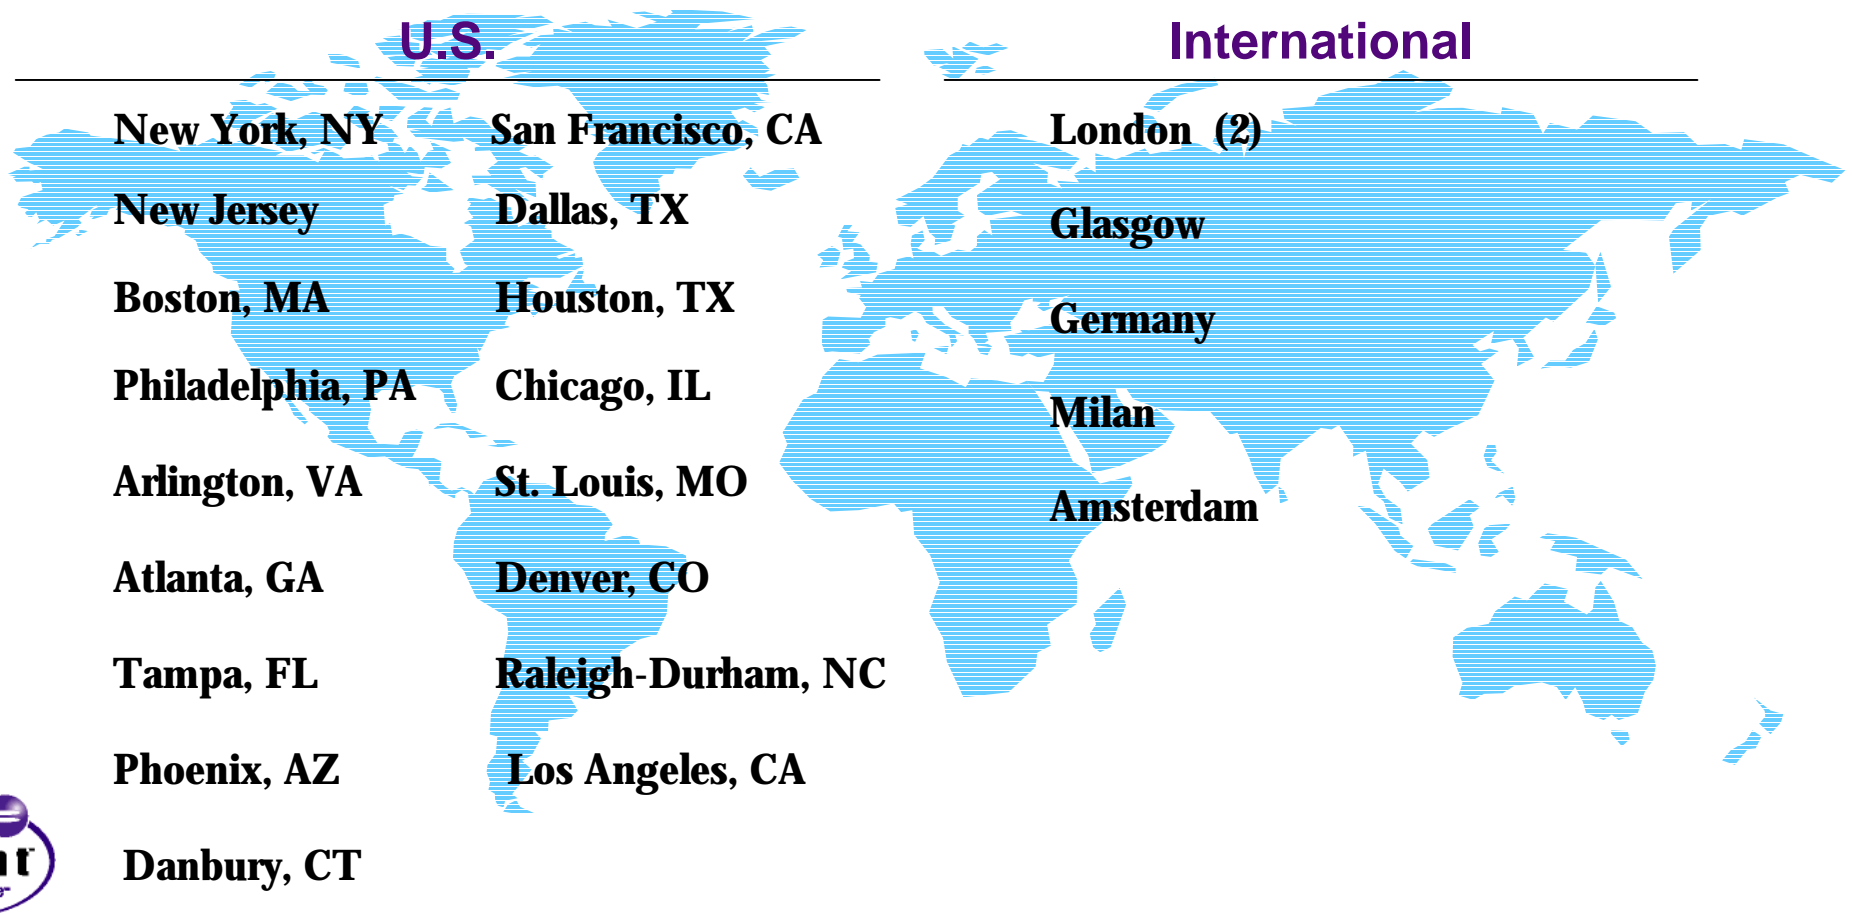 U.S.
New York, NY
New Jersey
Boston, MA
Philadelphia, PA
Arlington, VA
Atlanta, GA
Tampa, FL
Phoenix, AZ
Danbury, CT
San Francisco, CA
Dallas, TX
Houston, TX
Chicago, IL
St. Louis, MO
Denver, CO
Raleigh-Durham, NC
Los Angeles, CA
International
London (2)
Glasgow
Germany
Milan
Amsterdam